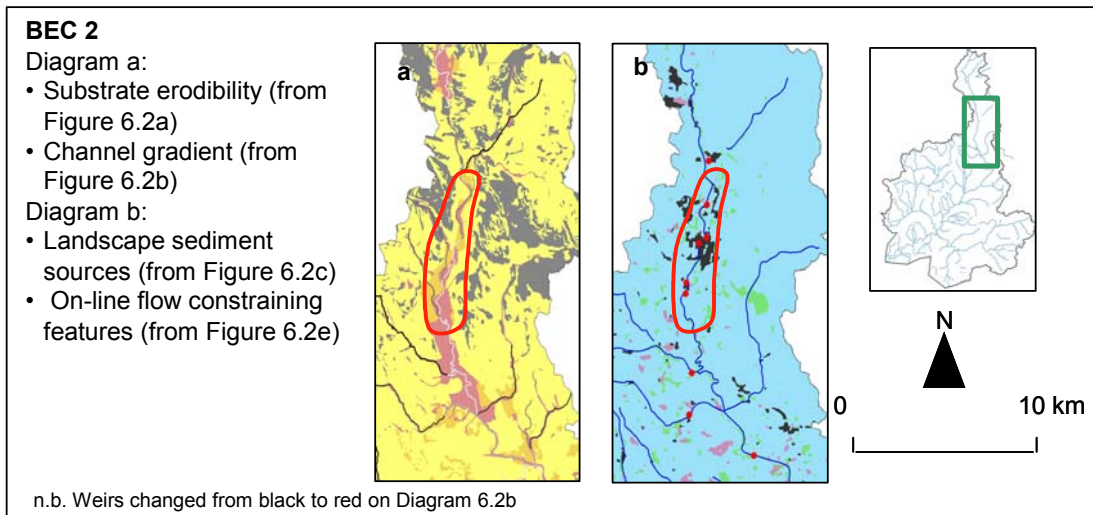 BEC 2
Diagram a:
• Substrate erodibility (from
Figure 6.2a)
• Channel gradient (from
Figure 6.2b)
Diagram b:
• Landscape sediment
sources (from Figure 6.2c)
• On-line flow constraining
features (from Figure 6.2e)
a
b
N
0 10 km
n.b. Weirs changed from black to red on Diagram 6.2b